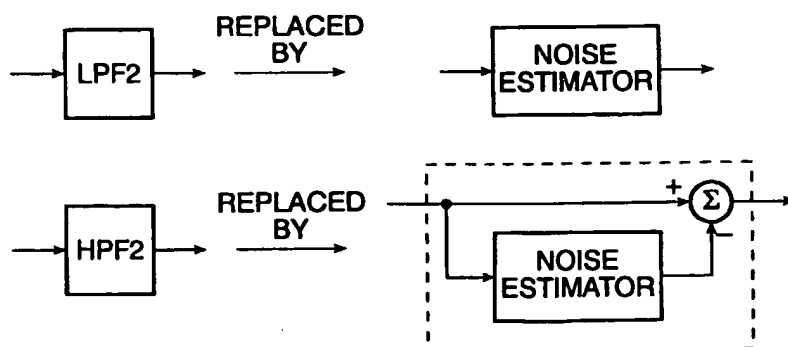 LPF2
REPLACED
BY
NOISE
ESTIMATOR
HPF2
REPLACED
BY
+
Σ
−
NOISE
ESTIMATOR